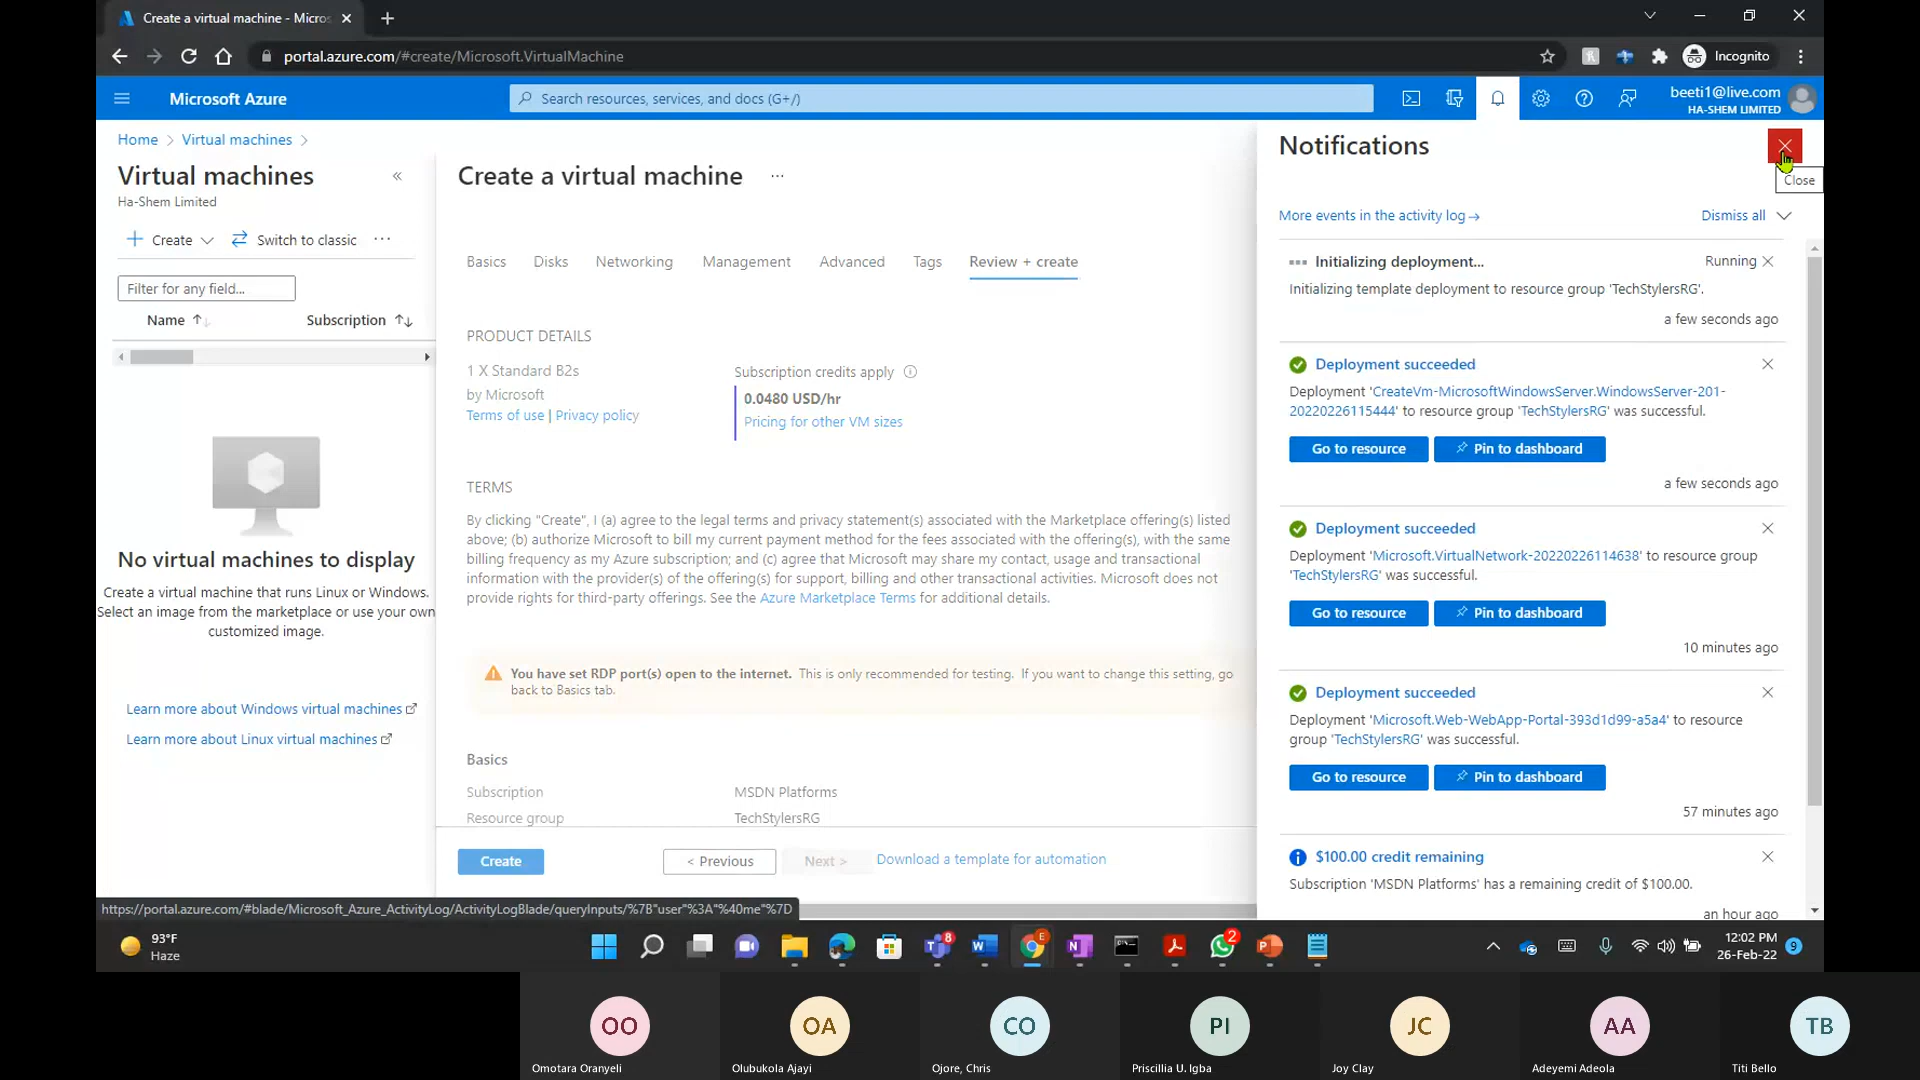 Create a virtual machine - Micros
portal.azure.com/#create/Microsoft.VirtualMachine
Incognito
Microsoft Azure
Search resources, services, and docs (G+/)
beeti1@live.com
HA-SHEM LIMITED
Home > Virtual machines >
Virtual machines
Ha-Shem Limited
Create
Switch to classic
Filter for any field...
Name
Subscription
No virtual machines to display
Create a virtual machine that runs Linux or Windows.
Select an image from the marketplace or use your own
customized image.
Learn more about Windows virtual machines
Learn more about Linux virtual machines
Create a virtual machine ...
Basics
Disks
Networking
Management
Advanced
Tags
Review + create
PRODUCT DETAILS
1 X Standard B2s
by Microsoft
Terms of use | Privacy policy
Subscription credits apply
0.0480 USD/hr
Pricing for other VM sizes
TERMS
By clicking "Create", I (a) agree to the legal terms and privacy statement(s) associated with the Marketplace offering(s) listed
above; (b) authorize Microsoft to bill my current payment method for the fees associated with the offering(s), with the same
billing frequency as my Azure subscription; and (c) agree that Microsoft may share my contact, usage and transactional
information with the provider(s) of the offering(s) for support, billing and other transactional activities. Microsoft does not
provide rights for third-party offerings. See the Azure Marketplace Terms for additional details.
You have set RDP port(s) open to the internet. This is only recommended for testing. If you want to change this setting, go
back to Basics tab.
Basics
Subscription
MSDN Platforms
Resource group
TechStylersRG
Create
< Previous
Next >
Download a template for automation
https://portal.azure.com/#blade/Microsoft_Azure_ActivityLog/ActivityLogBlade/queryInputs/%7B"user"%3A"%40me"%7D
Notifications
Close
More events in the activity log →
Dismiss all
Initializing deployment...
Running
Initializing template deployment to resource group 'TechStylersRG'.
a few seconds ago
Deployment succeeded
Deployment 'CreateVm-MicrosoftWindowsServer.WindowsServer-201-
20220226115444' to resource group 'TechStylersRG' was successful.
Go to resource
Pin to dashboard
a few seconds ago
Deployment succeeded
Deployment 'Microsoft.VirtualNetwork-20220226114638' to resource group
'TechStylersRG' was successful.
Go to resource
Pin to dashboard
10 minutes ago
Deployment succeeded
Deployment 'Microsoft.Web-WebApp-Portal-393d1d99-a5a4' to resource
group 'TechStylersRG' was successful.
Go to resource
Pin to dashboard
57 minutes ago
$100.00 credit remaining
Subscription 'MSDN Platforms' has a remaining credit of $100.00.
an hour ago
93°F
Haze
8
E
2
12:02 PM
26-Feb-22
9
OO
OA
CO
PI
JC
AA
TB
Omotara Oranyeli
Olubukola Ajayi
Ojore, Chris
Priscillia U. Igba
Joy Clay
Adeyemi Adeola
Titi Bello